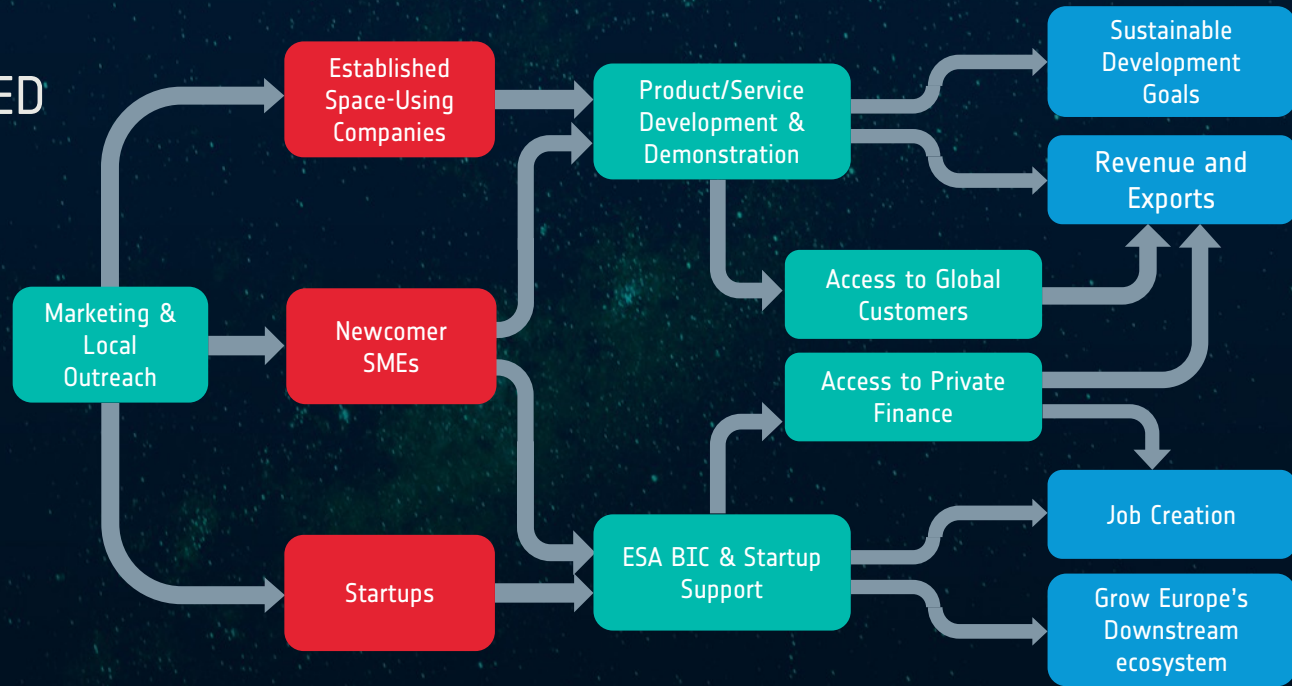 ED
Established
Space-Using
Companies
Product/Service
Development &
Demonstration
Sustainable
Development
Goals
Revenue and
Exports
Marketing &
Local
Outreach
Newcomer
SMEs
Access to Global
Customers
Access to Private
Finance
Startups
ESA BIC & Startup
Support
Job Creation
Grow Europe's
Downstream
ecosystem